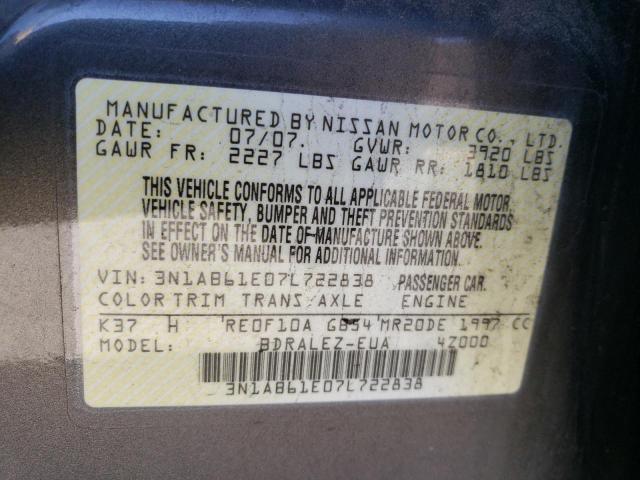 MANUFACTURED BY NISSAN MOTOR CO., LTD.
DATE: 07/07. GVWR: 3920 LBS
GAWR FR: 2227 LBS GAWR RR: 1810 LBS
THIS VEHICLE CONFORMS TO ALL APPLICABLE FEDERAL MOTOR
VEHICLE SAFETY, BUMPER AND THEFT PREVENTION STANDARDS
IN EFFECT ON THE DATE OF MANUFACTURE SHOWN ABOVE.
SEE OWNER'S MANUAL FOR ADDITIONAL INFORMATION.
VIN: 3N1AB61E07L722838 PASSENGER CAR.
COLOR TRIM TRANS/AXLE ENGINE
K37 H RE0F10A GB54 MR20DE 1997 CC
MODEL: BDRALEZ-EUA 4Z000
3N1AB61E07L722838